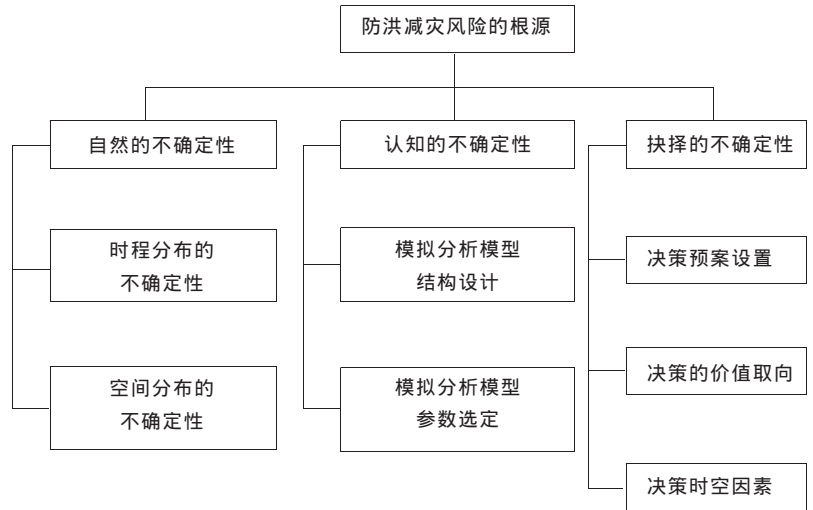 防洪减灾风险的根源
自然的不确定性
认知的不确定性
抉择的不确定性
时程分布的
不确定性
模拟分析模型
结构设计
决策预案设置
空间分布的
不确定性
模拟分析模型
参数选定
决策的价值取向
决策时空因素